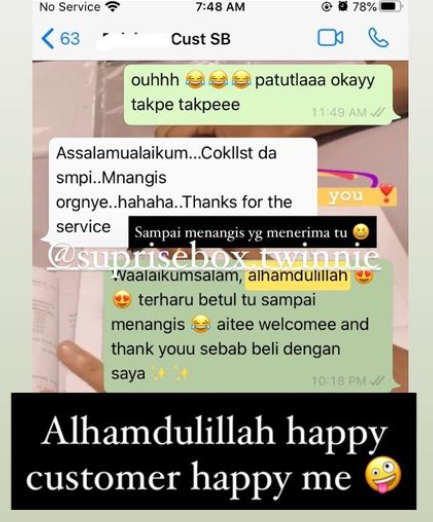 No Service 7:48 AM 78%
63 Cust SB
ouhhh 😂😂😂 patutlaaa okayy
takpe takpeee
11:49 AM
Assalamualaikum...Cokllst da
smpi..Mnangis
orgnye..hahaha..Thanks for the
service
you❣️
Sampai menangis yg menerima tu 😆
@suprisebox.twinnie
Waalaikumsalam, alhamdulillah 😍
😍 terharu betul tu sampai
menangis 😂 aitee welcomee and
thank youu sebab beli dengan
saya ✨ ✨
10:18 PM
Alhamdulillah happy
customer happy me 🤪